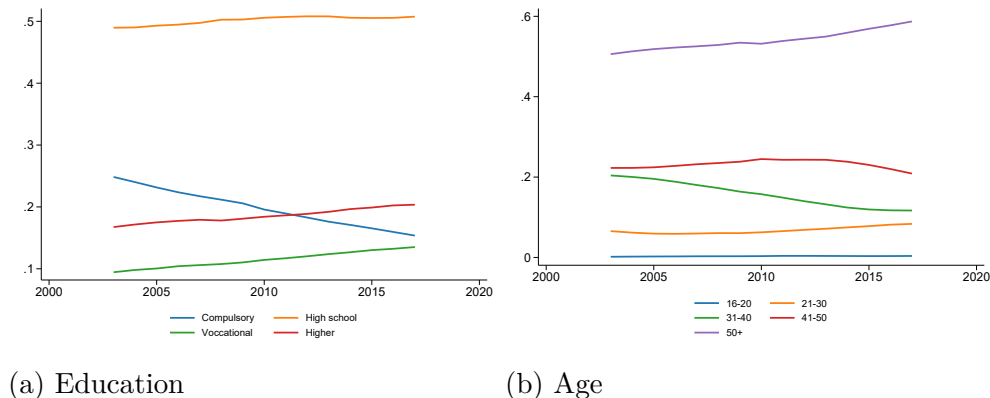 .5
.4
.3
.2
.1
2000 2005 2010 2015 2020
Compulsory High school
Voccational Higher
(a) Education
.6
.4
.2
0
2000 2005 2010 2015 2020
16-20 21-30
31-40 41-50
50+
(b) Age